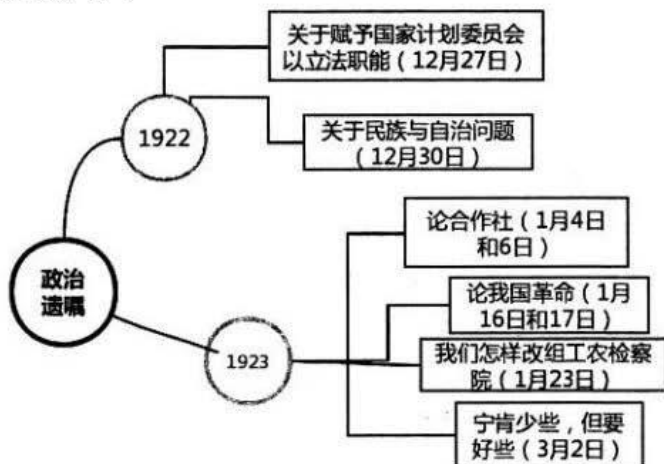 关于赋予国家计划委员会
以立法职能（12月27日）
1922
关于民族与自治问题
（12月30日）
政治
遗嘱
论合作社（1月4日
和6日）
论我国革命（1月
16日和17日）
1923
我们怎样改组工农检察
院（1月23日）
宁肯少些，但要
好些（3月2日）